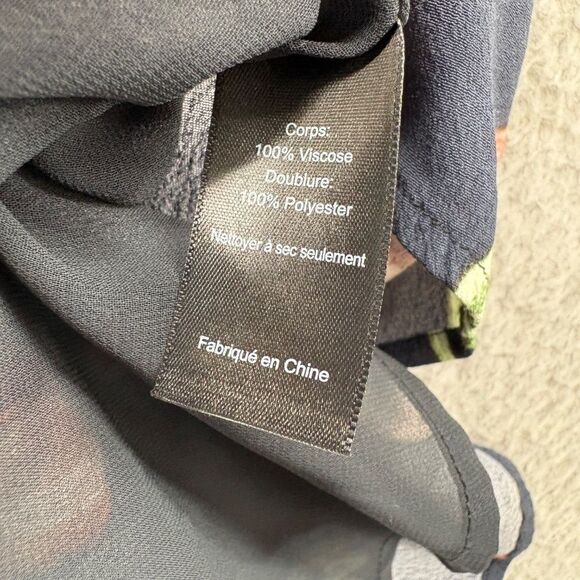 Corps:
100% Viscose
Doublure:
100% Polyester
Nettoyer à sec seulement
Fabriqué en Chine